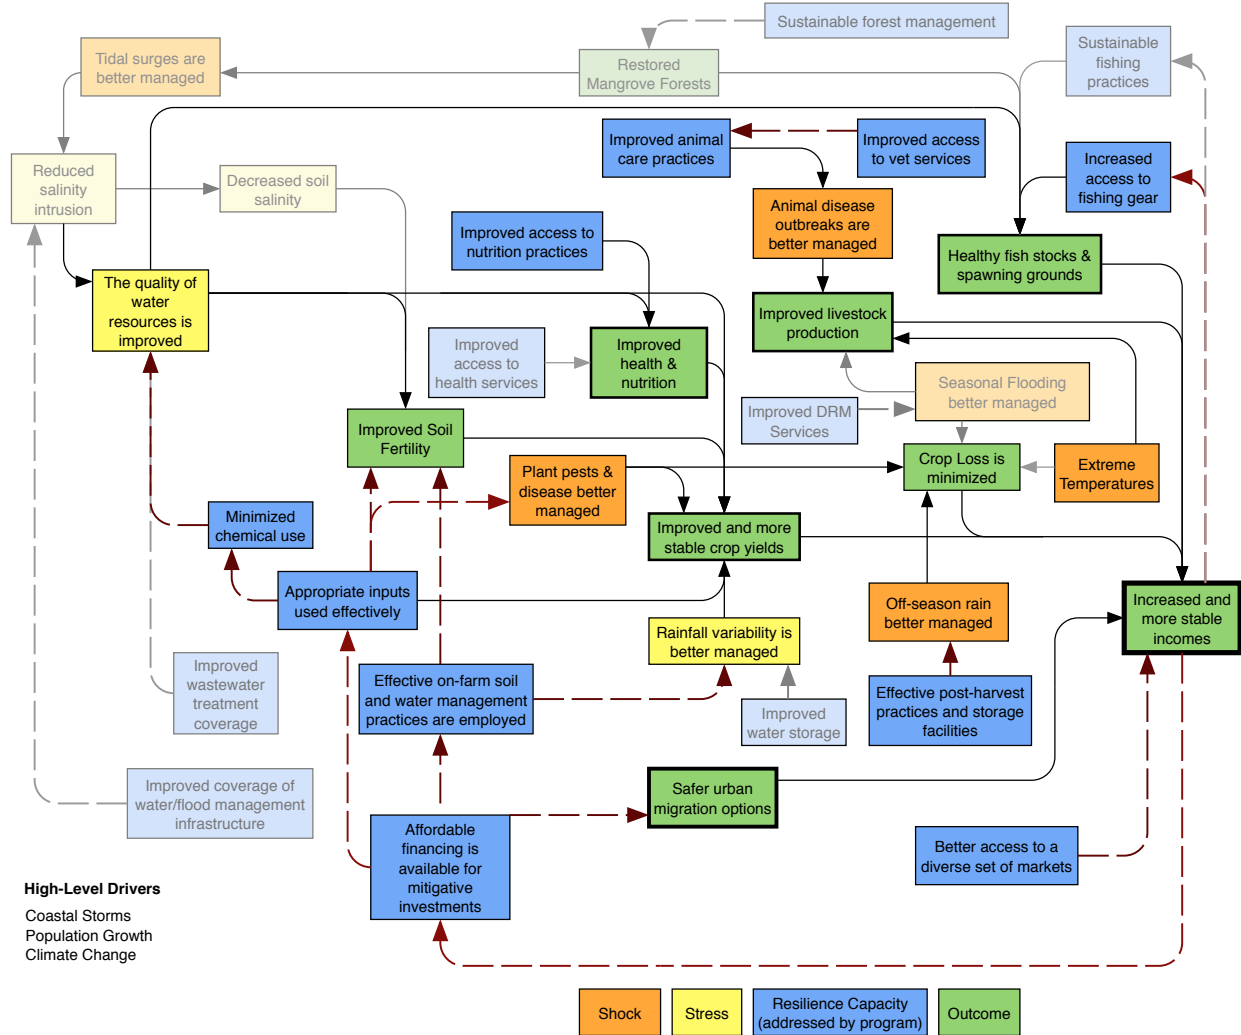 Sustainable forest management
Tidal surges are
better managed
Restored
Mangrove Forests
Sustainable
fishing
practices
Improved animal
care practices
Improved access
to vet services
Increased
access to
fishing gear
Reduced
salinity
intrusion
Decreased soil
salinity
Animal disease
outbreaks are
better managed
Improved access to
nutrition practices
Healthy fish stocks &
spawning grounds
The quality of
water
resources is
improved
Improved livestock
production
Improved
access to
health services
Improved
health &
nutrition
Seasonal Flooding
better managed
Improved DRM
Services
Improved Soil
Fertility
Crop Loss is
minimized
Extreme
Temperatures
Plant pests &
disease better
managed
Minimized
chemical use
Improved and more
stable crop yields
Appropriate inputs
used effectively
Off-season rain
better managed
Increased and
more stable
incomes
Rainfall variability is
better managed
Improved
wastewater
treatment
coverage
Effective on-farm soil
and water management
practices are employed
Improved
water storage
Effective post-harvest
practices and storage
facilities
Improved coverage of
water/flood management
infrastructure
Safer urban
migration options
Affordable
financing is
available for
mitigative
investments
Better access to a
diverse set of markets
High-Level Drivers
Coastal Storms
Population Growth
Climate Change
Shock
Stress
Resilience Capacity
(addressed by program)
Outcome